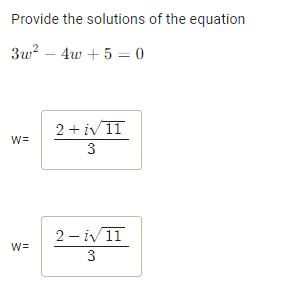 Provide the solutions of the equation
3w² − 4w + 5 = 0
w= (2 + i√11)/3
w= (2 − i√11)/3